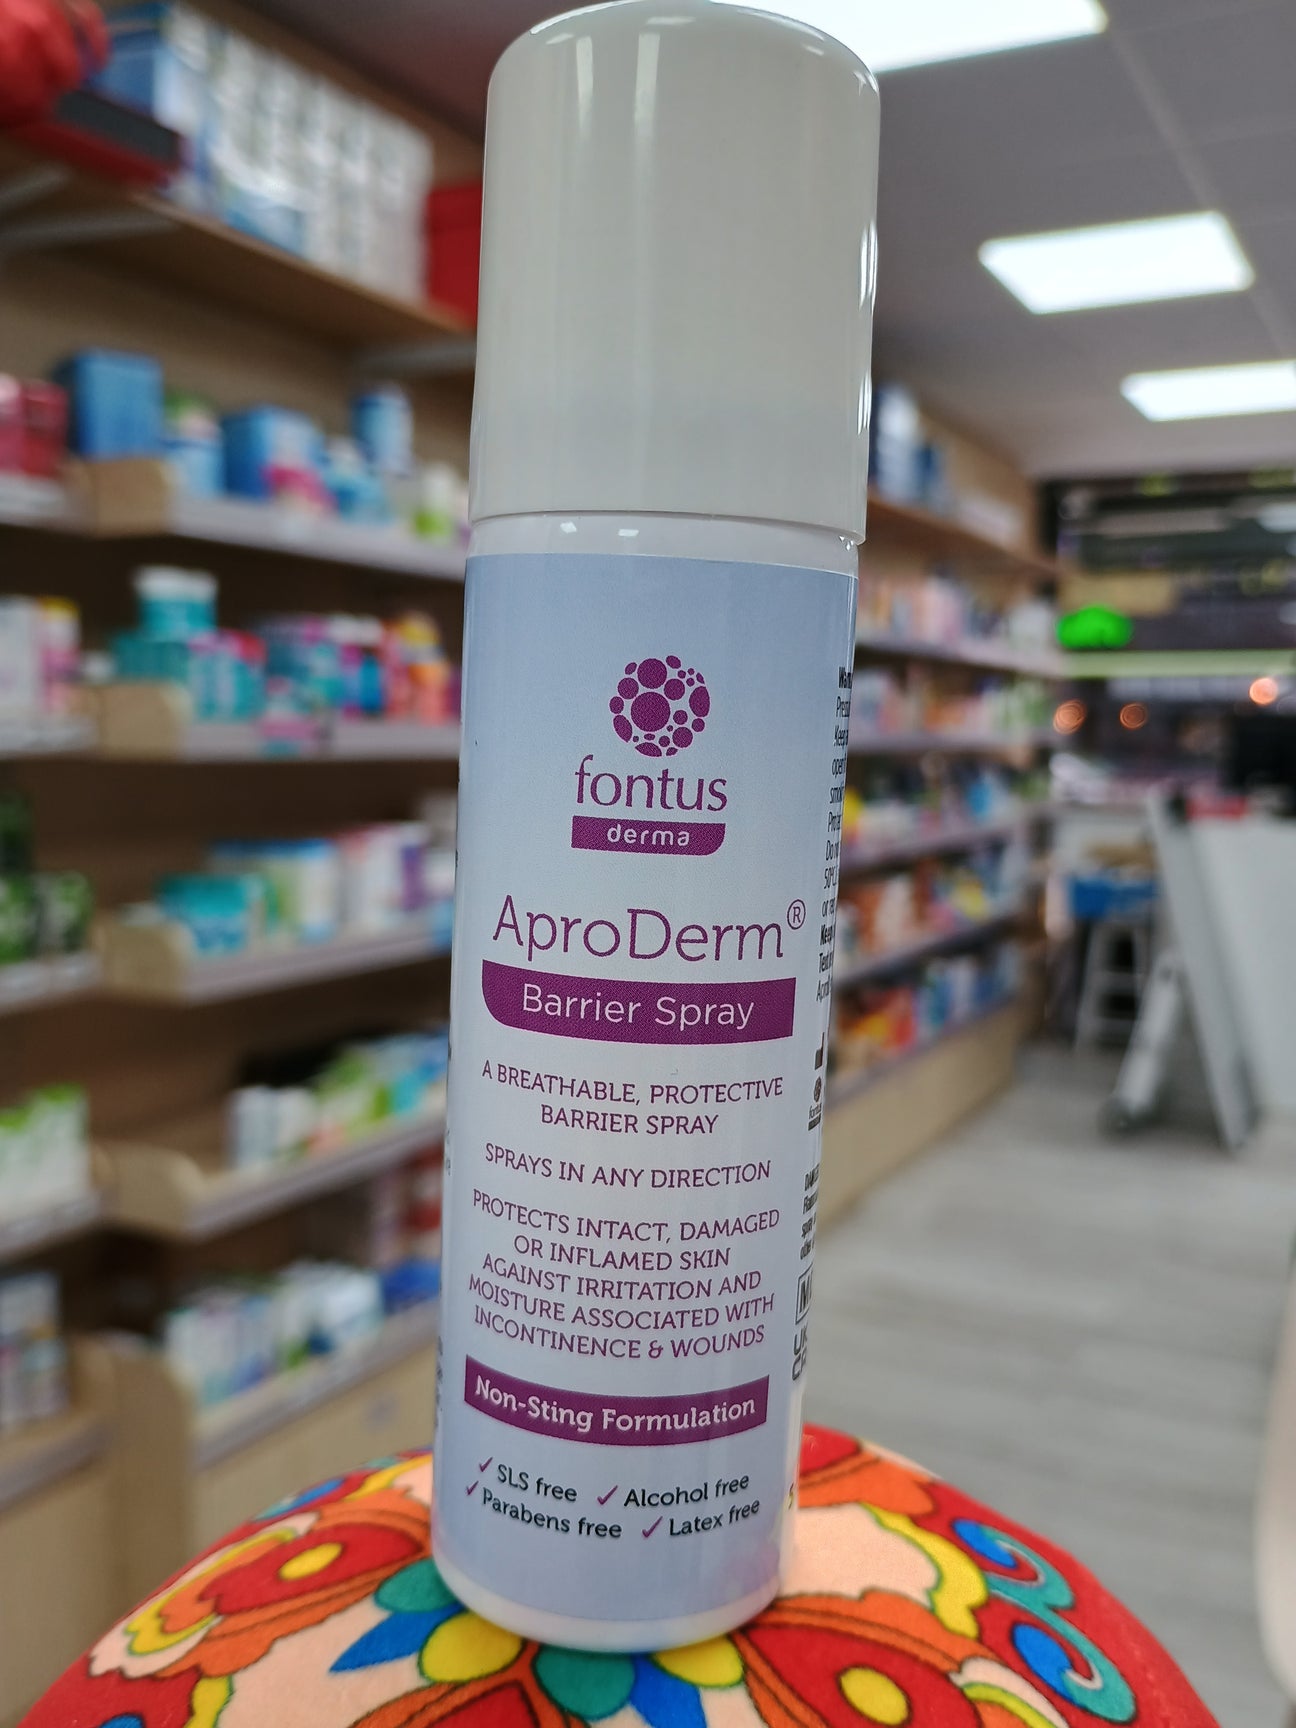 fontus
derma
AproDerm®
Barrier Spray
A BREATHABLE, PROTECTIVE
BARRIER SPRAY
SPRAYS IN ANY DIRECTION
PROTECTS INTACT, DAMAGED
OR INFLAMED SKIN
AGAINST IRRITATION AND
MOISTURE ASSOCIATED WITH
INCONTINENCE & WOUNDS
Non-Sting Formulation
✓ SLS free ✓ Alcohol free
✓ Parabens free ✓ Latex free